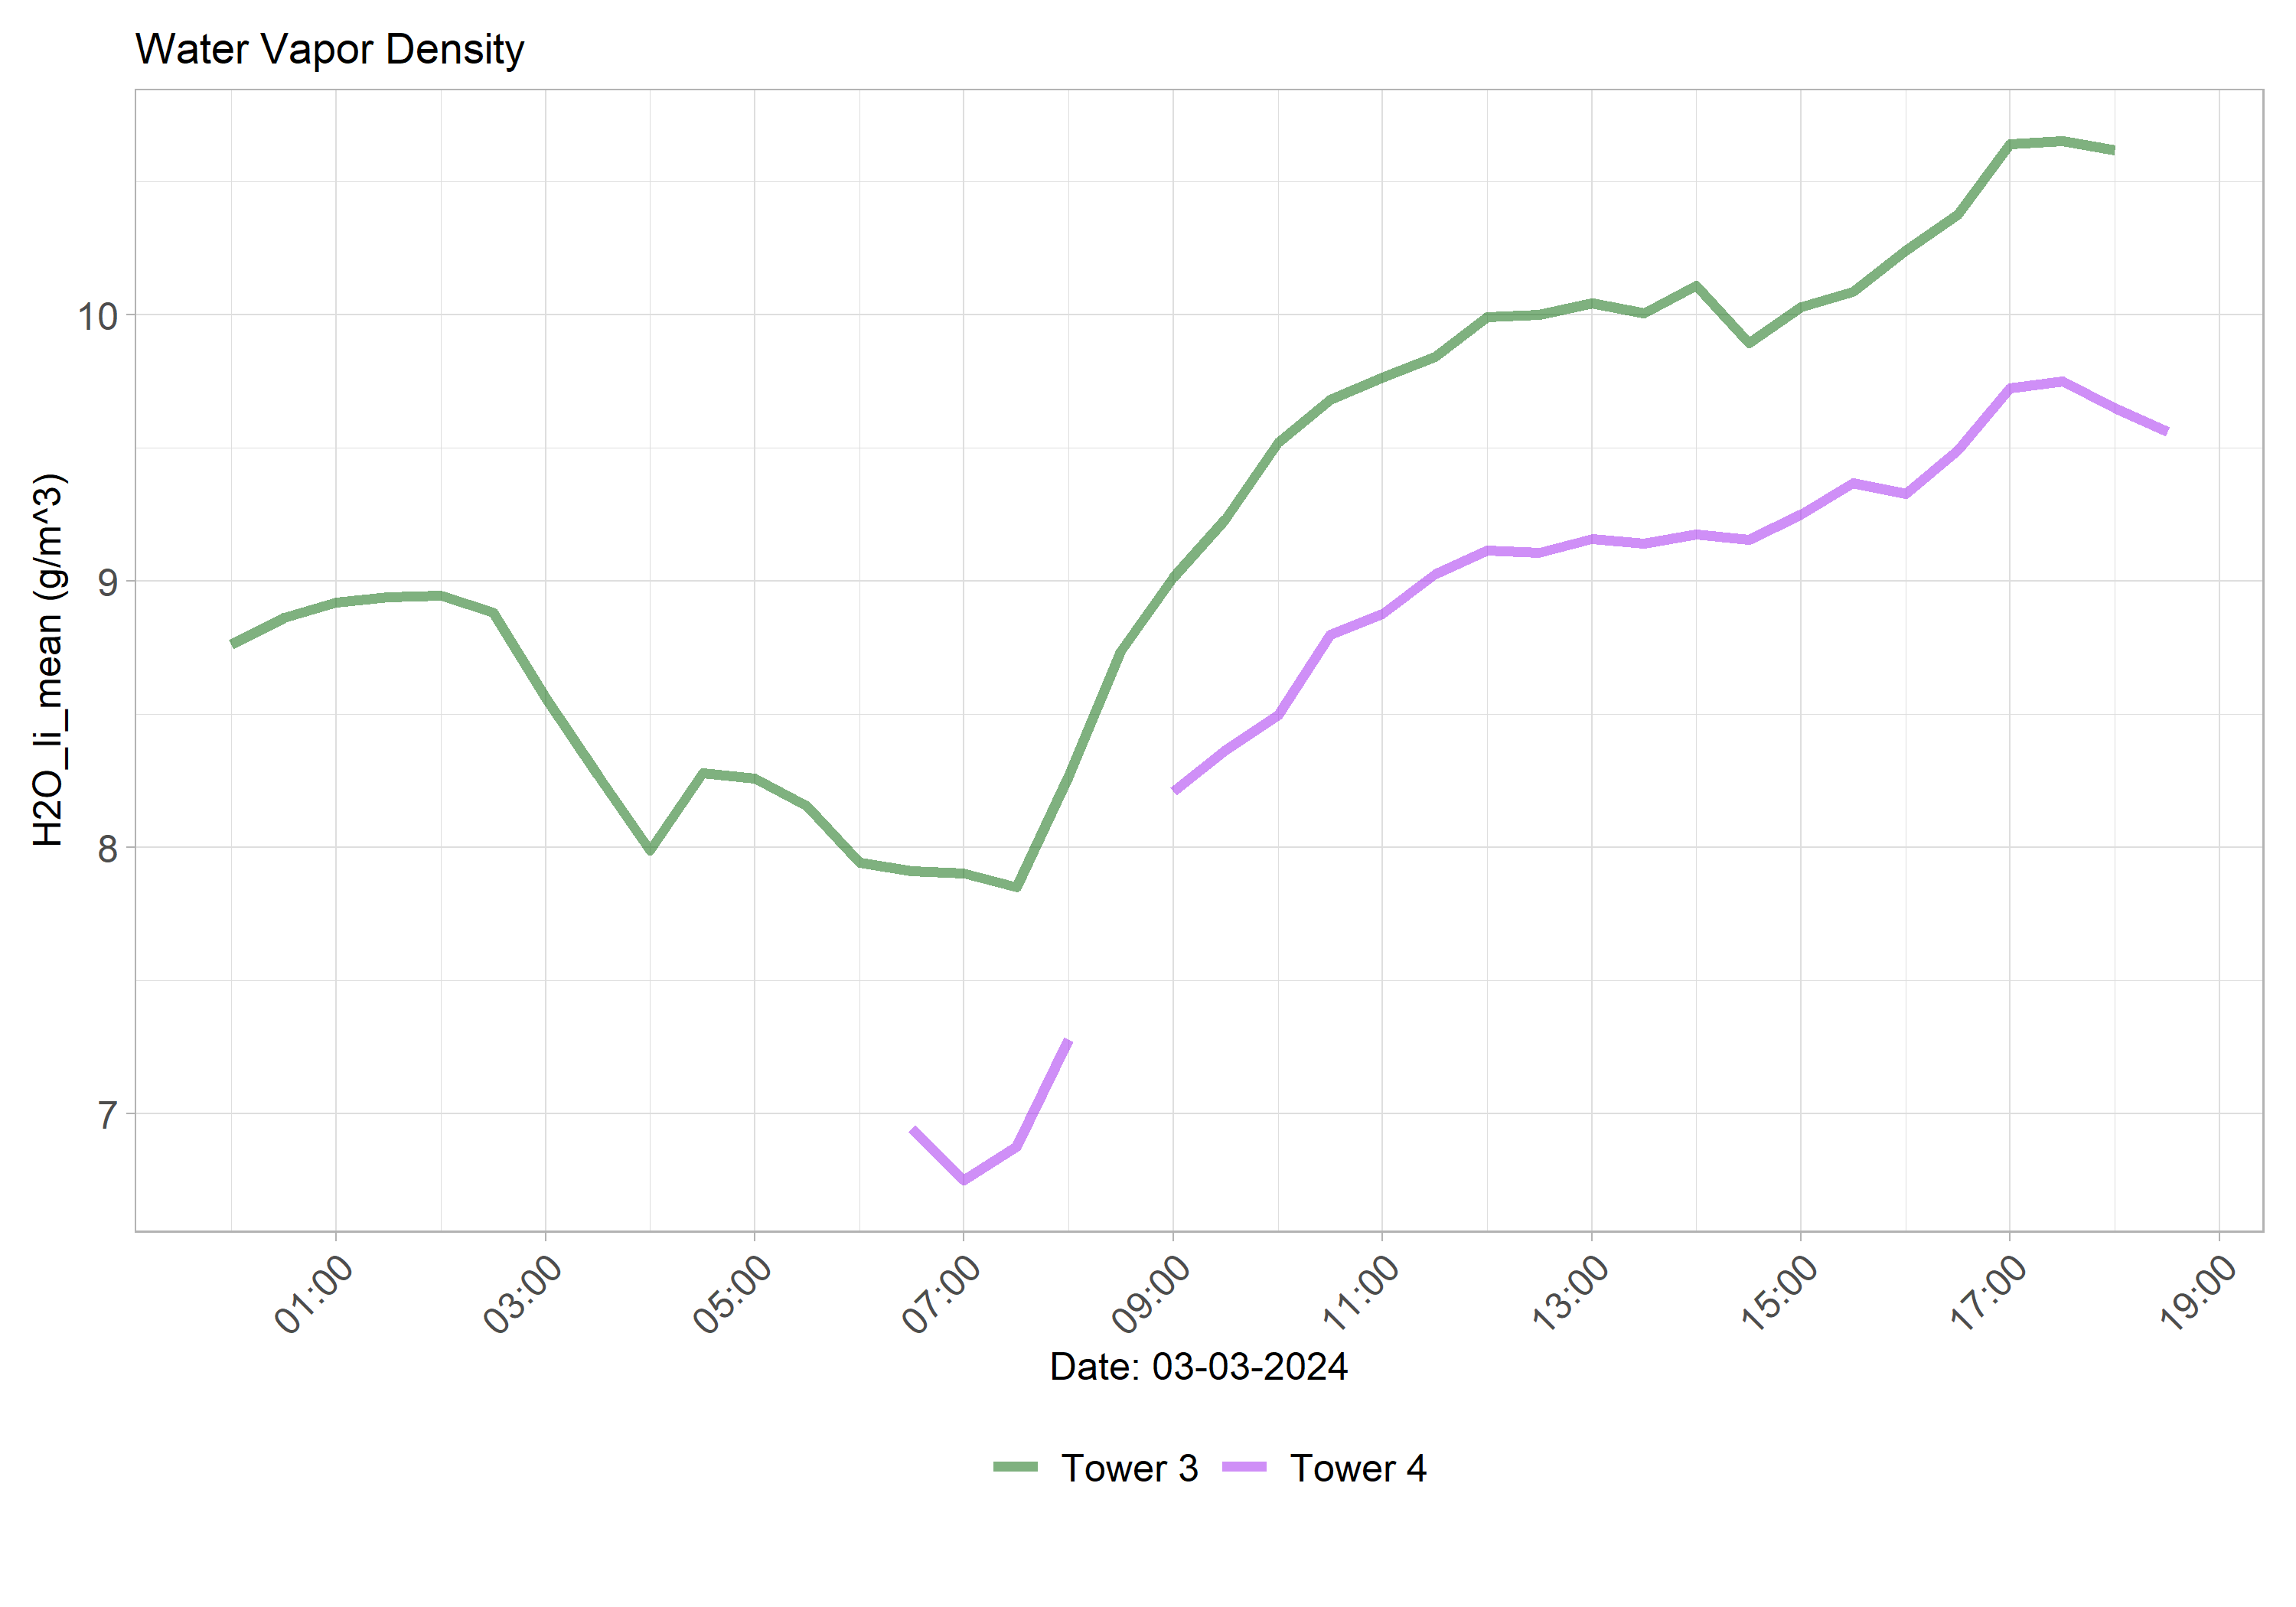 Water Vapor Density
H2O_li_mean (g/m^3)
10
9
8
7
01:00 03:00 05:00 07:00 09:00 11:00 13:00 15:00 17:00 19:00
Date: 03-03-2024
Tower 3 Tower 4